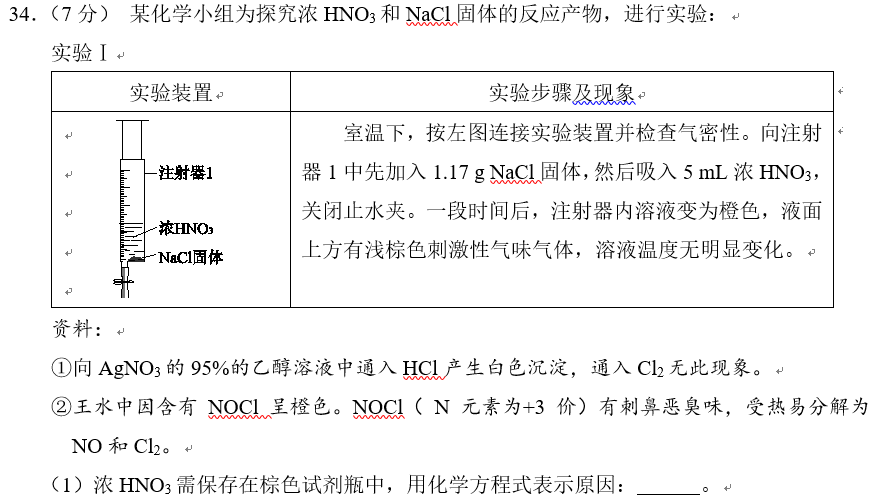 34.（7 分） 某化学小组为探究浓 HNO₃ 和 NaCl 固体的反应产物，进行实验：
实验Ⅰ
实验装置
实验步骤及现象
注射器1
浓HNO₃
NaCl固体
室温下，按左图连接实验装置并检查气密性。向注射
器 1 中先加入 1.17 g NaCl 固体，然后吸入 5 mL 浓 HNO₃，
关闭止水夹。一段时间后，注射器内溶液变为橙色，液面
上方有浅棕色刺激性气味气体，溶液温度无明显变化。
资料：
①向 AgNO₃ 的 95%的乙醇溶液中通入 HCl 产生白色沉淀，通入 Cl₂ 无此现象。
②王水中因含有 NOCl 呈橙色。NOCl（ N 元素为+3 价）有刺鼻恶臭味，受热易分解为
NO 和 Cl₂。
（1）浓 HNO₃ 需保存在棕色试剂瓶中，用化学方程式表示原因：______。